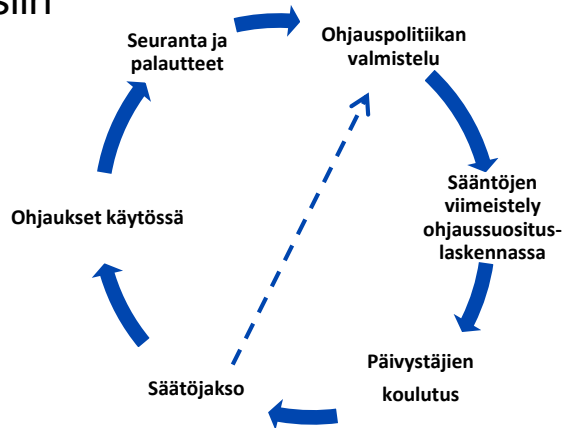 Seuranta ja
palautteet
Ohjauspolitiikan
valmistelu
Sääntöjen
viimeistely
ohjaussuositus-
laskennassa
Päivystäjien
koulutus
Säätöjakso
Ohjaukset käytössä